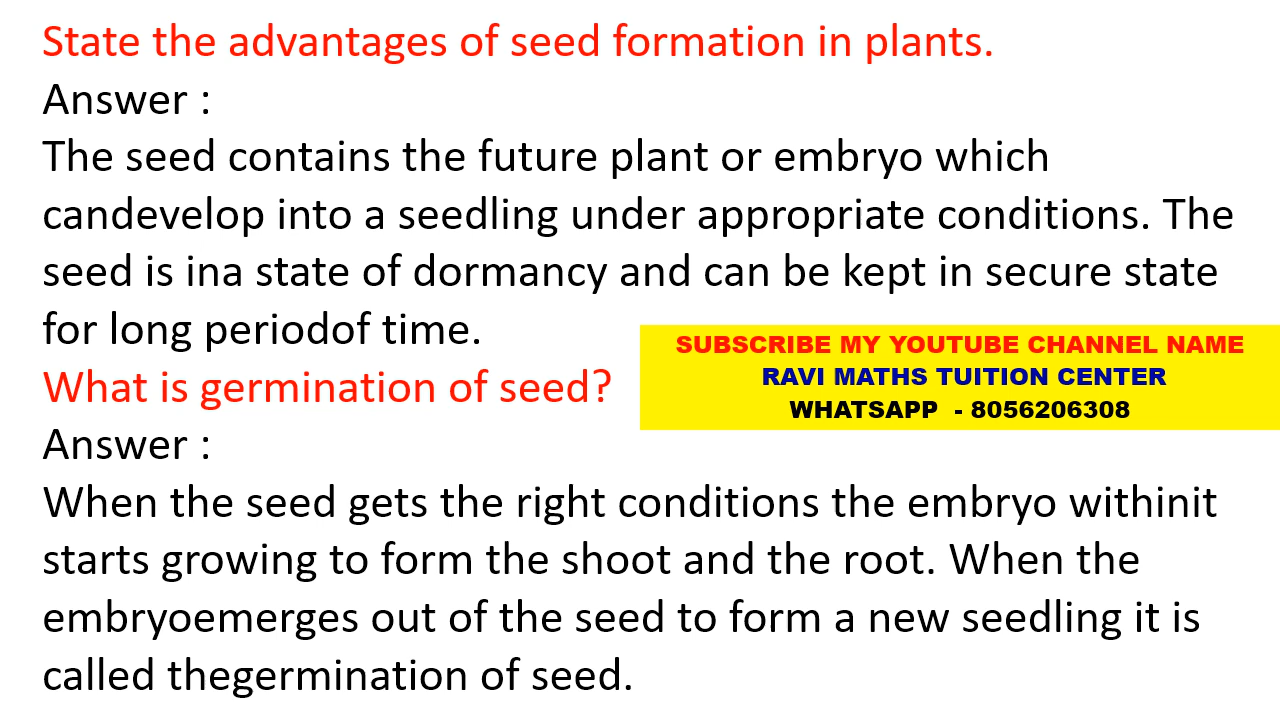 State the advantages of seed formation in plants.
Answer :
The seed contains the future plant or embryo which
candevelop into a seedling under appropriate conditions. The
seed is ina state of dormancy and can be kept in secure state
for long periodof time.
SUBSCRIBE MY YOUTUBE CHANNEL NAME
RAVI MATHS TUITION CENTER
WHATSAPP - 8056206308
What is germination of seed?
Answer :
When the seed gets the right conditions the embryo withinit
starts growing to form the shoot and the root. When the
embryoemerges out of the seed to form a new seedling it is
called thegermination of seed.